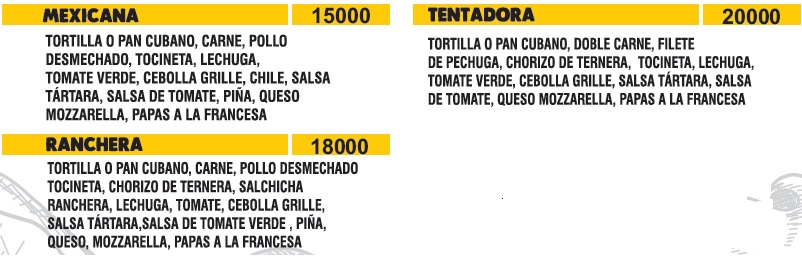 MEXICANA 15000
TORTILLA O PAN CUBANO, CARNE, POLLO
DESMECHADO, TOCINETA, LECHUGA,
TOMATE VERDE, CEBOLLA GRILLE, CHILE, SALSA
TÁRTARA, SALSA DE TOMATE, PIÑA, QUESO
MOZZARELLA, PAPAS A LA FRANCESA
RANCHERA 18000
TORTILLA O PAN CUBANO, CARNE, POLLO DESMECHADO
TOCINETA, CHORIZO DE TERNERA, SALCHICHA
RANCHERA, LECHUGA, TOMATE, CEBOLLA GRILLE,
SALSA TÁRTARA,SALSA DE TOMATE VERDE , PIÑA,
QUESO, MOZZARELLA, PAPAS A LA FRANCESA
TENTADORA 20000
TORTILLA O PAN CUBANO, DOBLE CARNE, FILETE
DE PECHUGA, CHORIZO DE TERNERA, TOCINETA, LECHUGA,
TOMATE VERDE, CEBOLLA GRILLE, SALSA TÁRTARA, SALSA
DE TOMATE, QUESO MOZZARELLA, PAPAS A LA FRANCESA